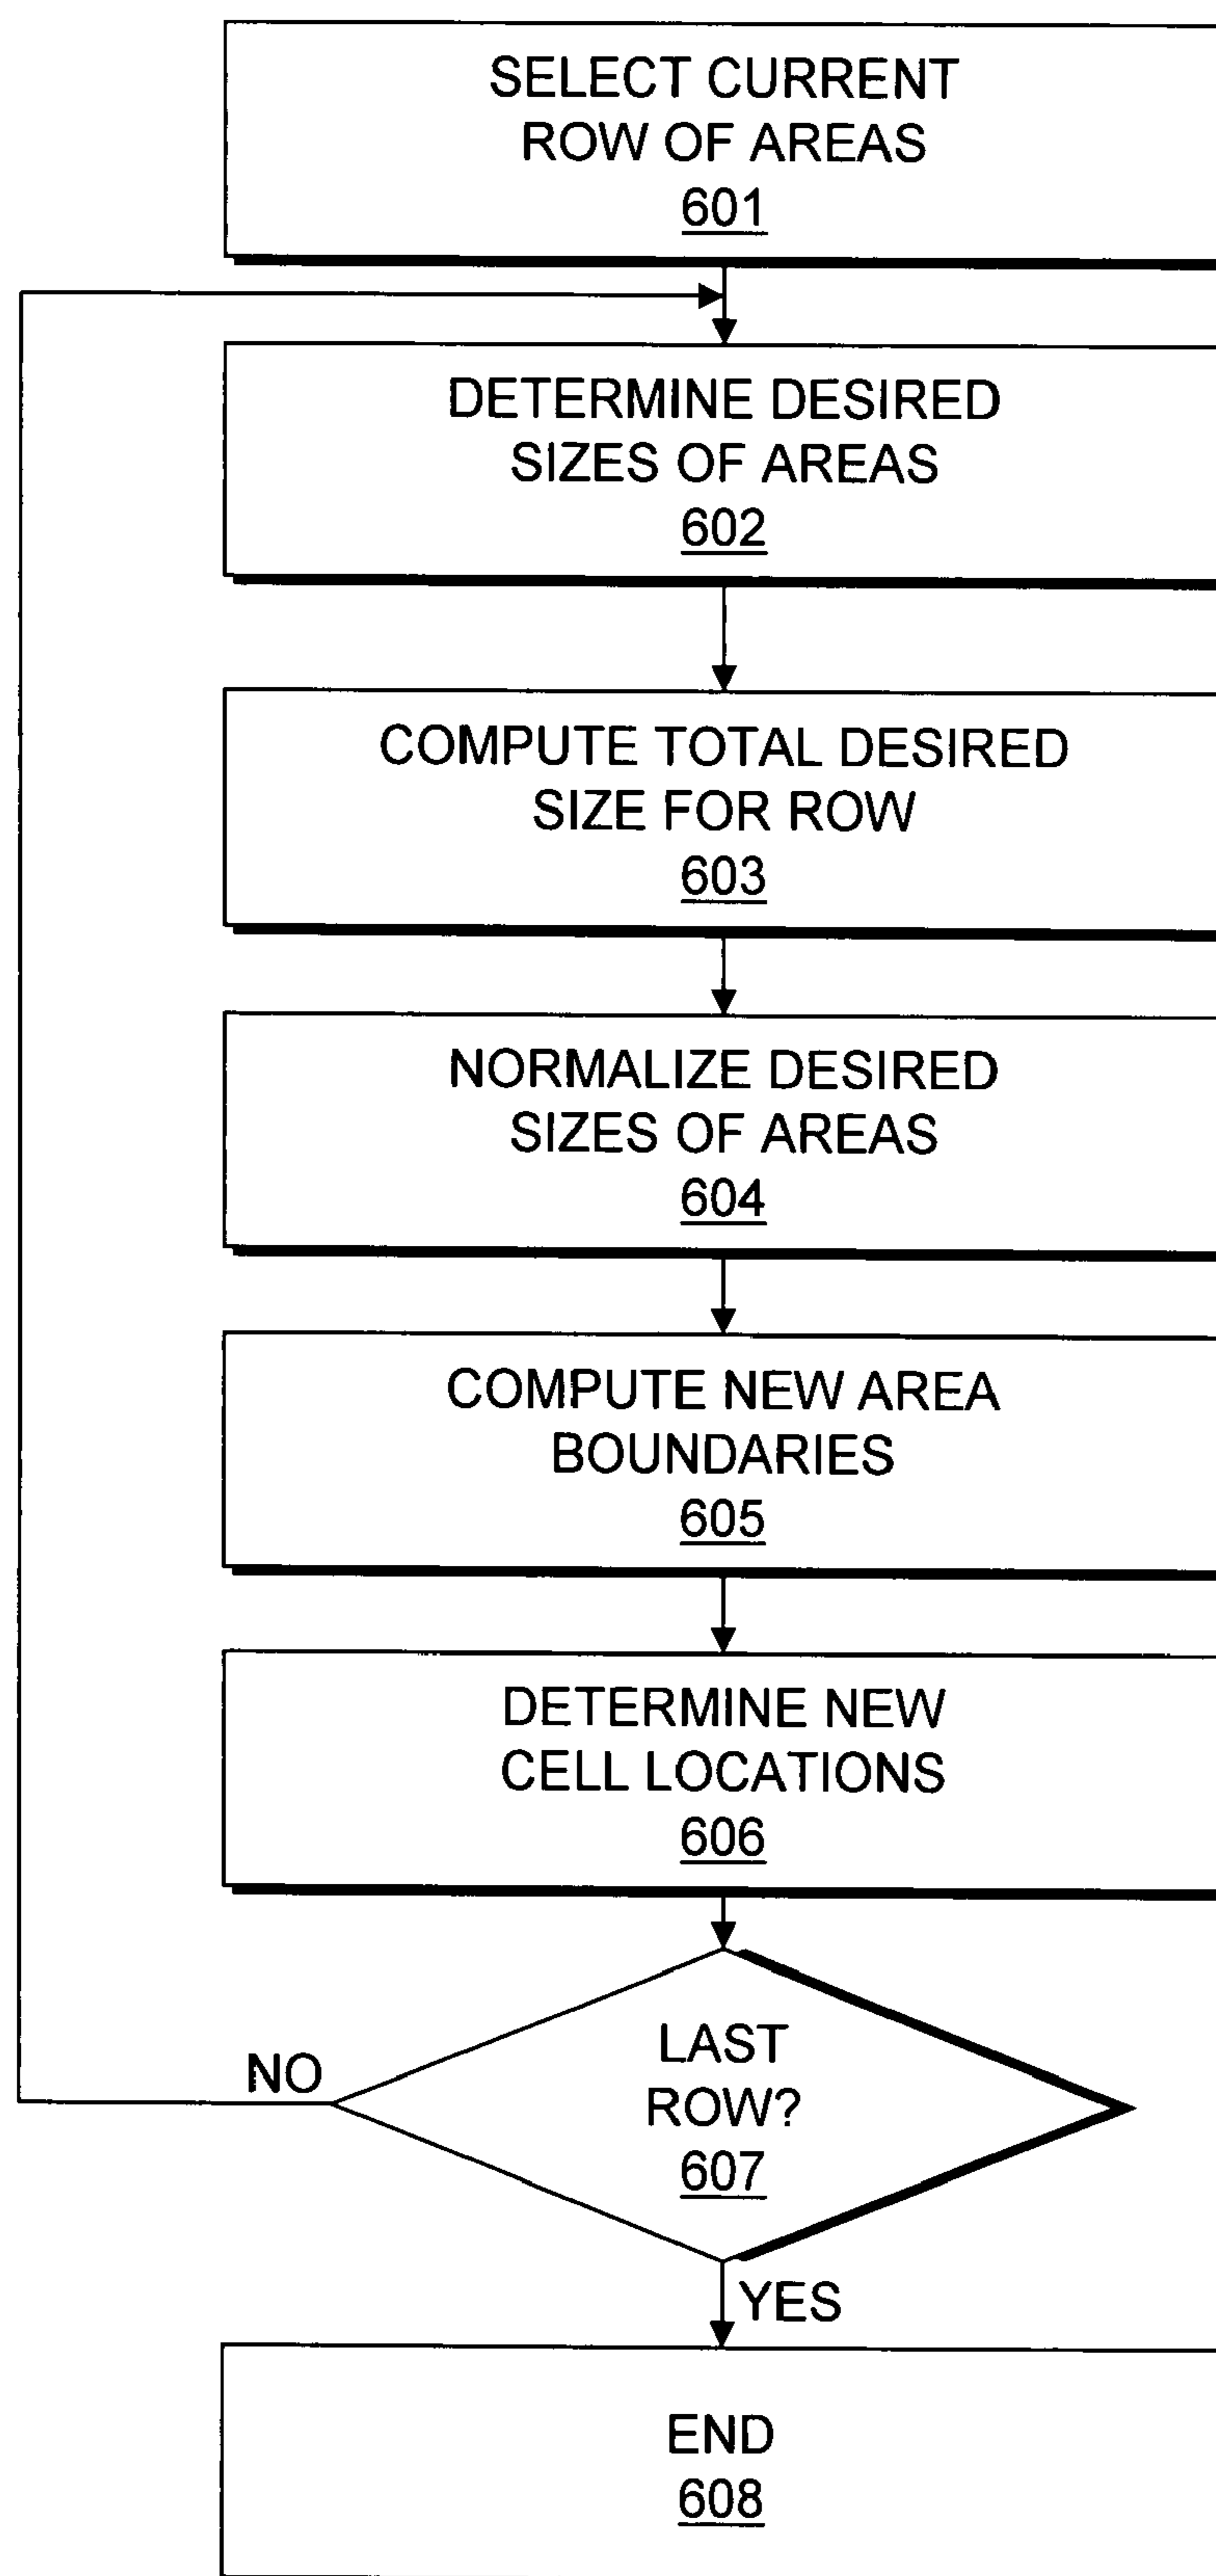 SELECT CURRENT
ROW OF AREAS
601
DETERMINE DESIRED
SIZES OF AREAS
602
COMPUTE TOTAL DESIRED
SIZE FOR ROW
603
NORMALIZE DESIRED
SIZES OF AREAS
604
COMPUTE NEW AREA
BOUNDARIES
605
DETERMINE NEW
CELL LOCATIONS
606
LAST
ROW?
607
NO
YES
END
608